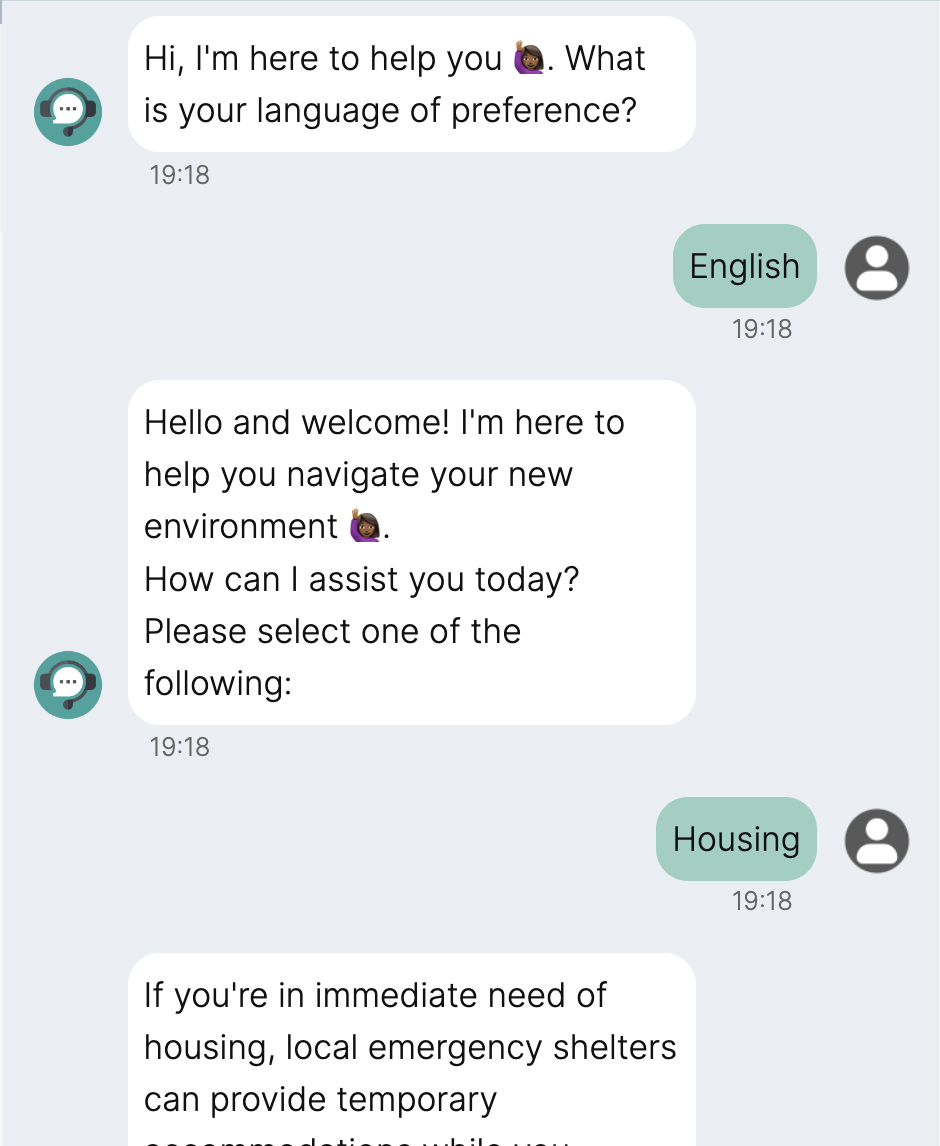 Hi, I'm here to help you 🙋🏾‍♀️. What
is your language of preference?
19:18
English
19:18
Hello and welcome! I'm here to
help you navigate your new
environment 🙋🏾‍♀️.
How can I assist you today?
Please select one of the
following:
19:18
Housing
19:18
If you're in immediate need of
housing, local emergency shelters
can provide temporary
accommodations while you